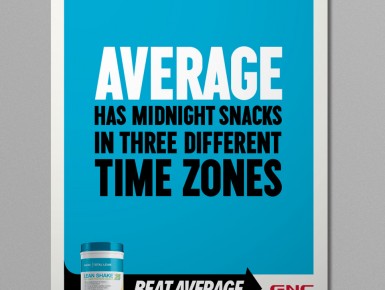 AVERAGE
HAS MIDNIGHT SNACKS
IN THREE DIFFERENT
TIME ZONES
LEAN SHAKE
BEAT AVERAGE
GNC